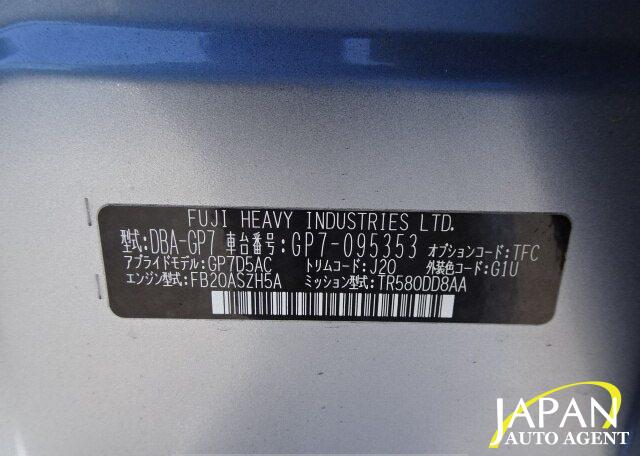 FUJI HEAVY INDUSTRIES LTD.
型式:DBA-GP7 車台番号:GP7-095353 オプションコード:TFC
アプライドモデル:GP7D5AC トリムコード:J20 外装色コード:G1U
エンジン型式:FB20ASZH5A ミッション型式:TR580DD8AA
JAPAN
AUTO AGENT